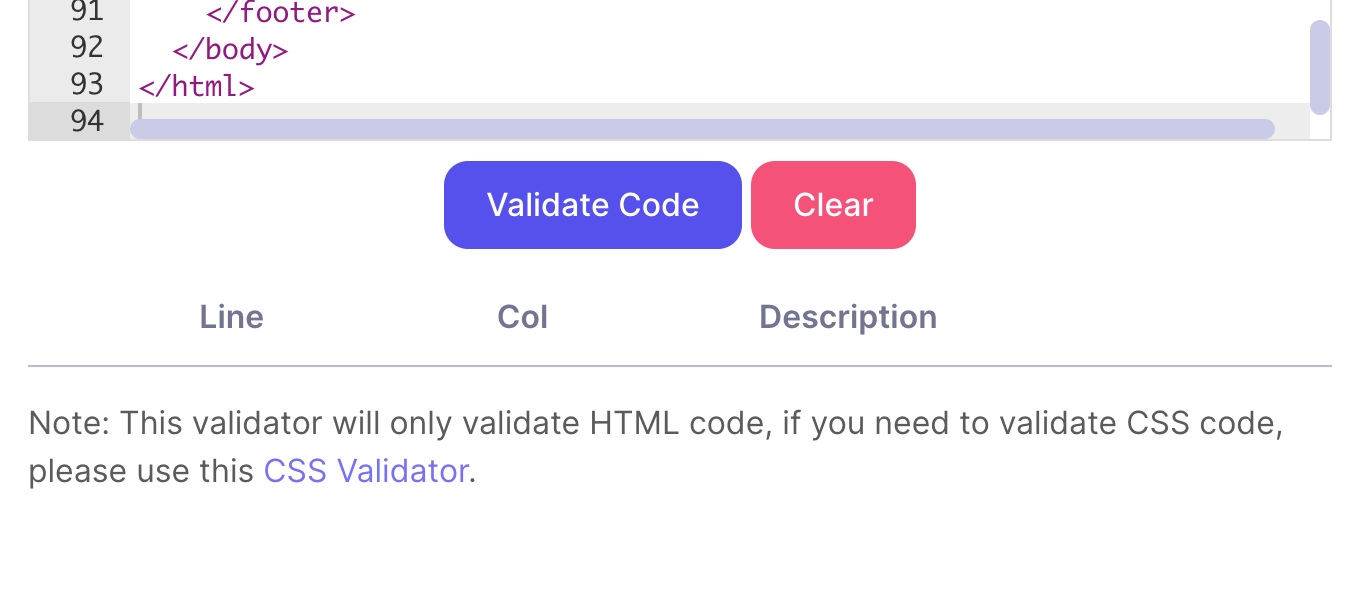 91 </footer>
92 </body>
93 </html>
94
Validate Code Clear
Line Col Description
Note: This validator will only validate HTML code, if you need to validate CSS code,
please use this CSS Validator.